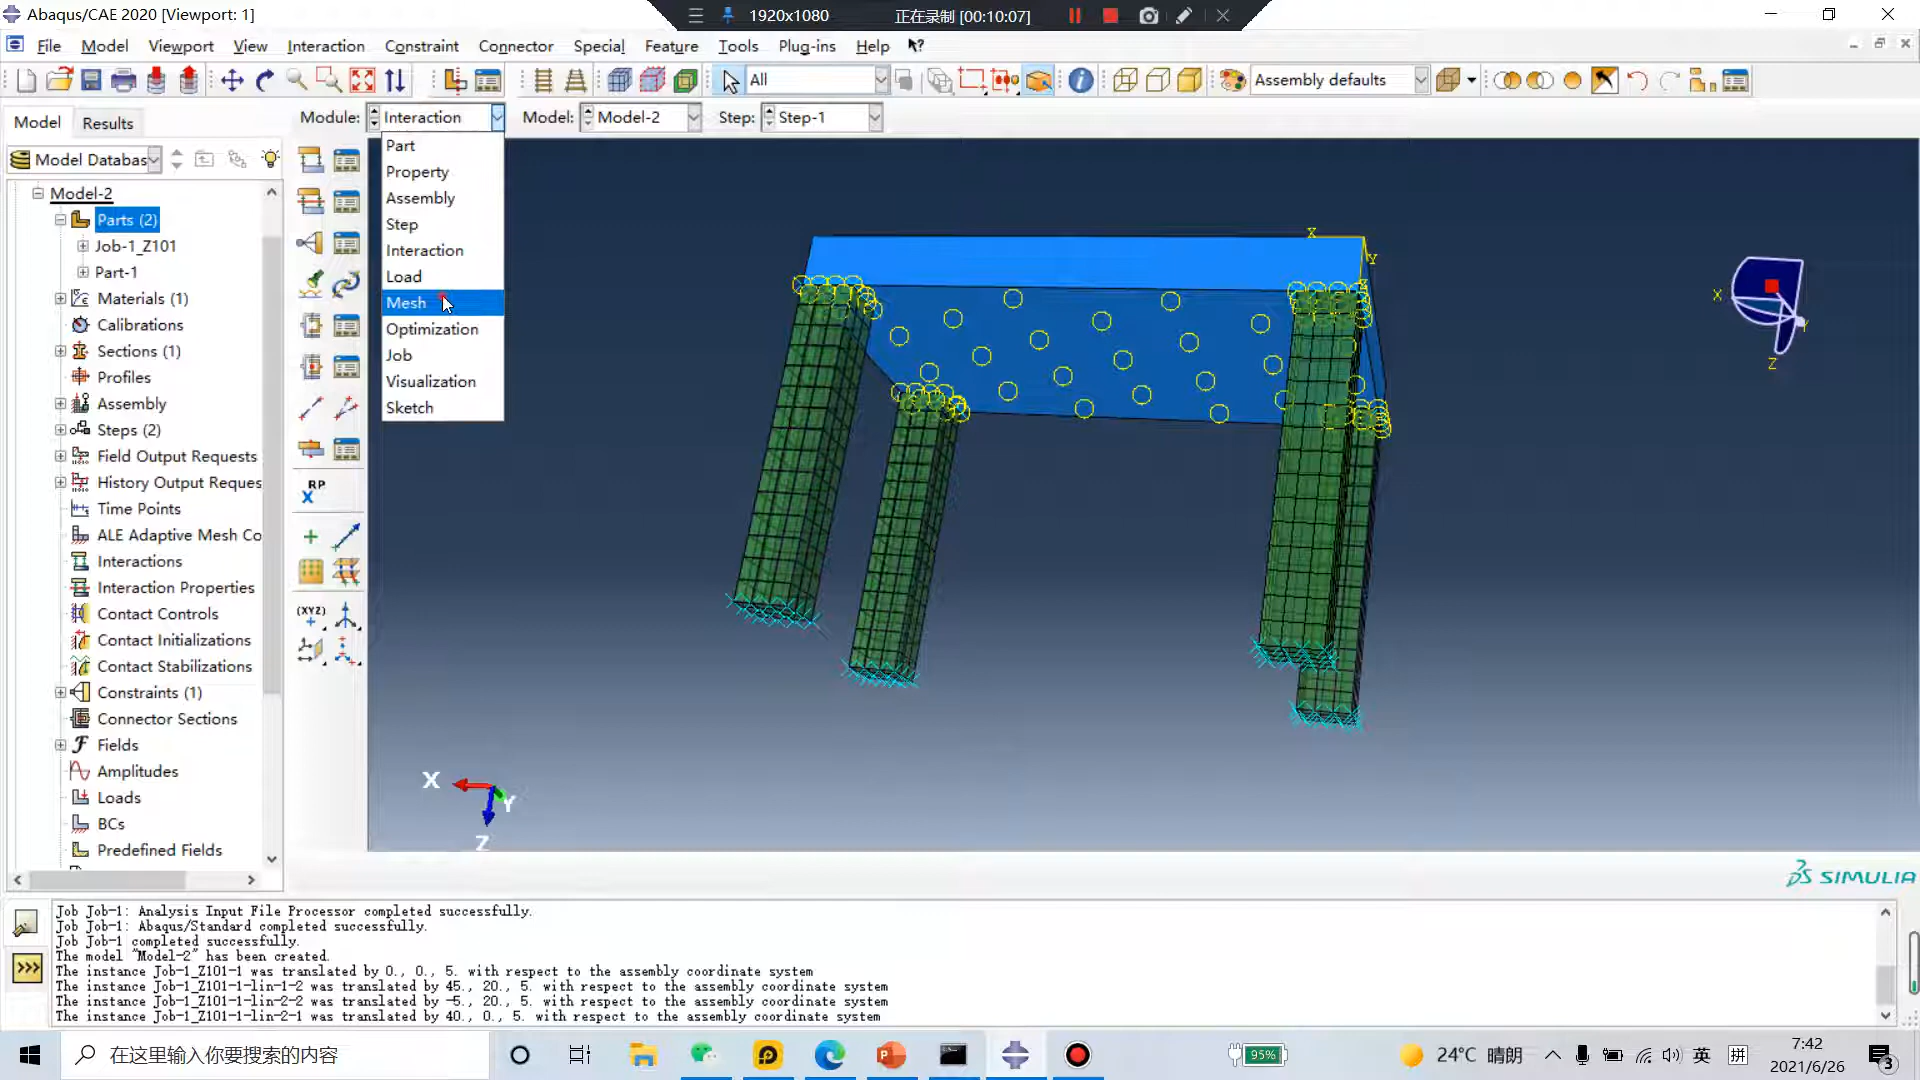 Abaqus/CAE 2020 [Viewport: 1]
1920x1080
正在录制 [00:10:07]
File Model Viewport View Interaction Constraint Connector Special Feature Tools Plug-ins Help
All
Assembly defaults
Model
Results
Module:
Interaction
Model:
Model-2
Step:
Step-1
Model Databas
Model-2
Parts (2)
Job-1_Z101
Part-1
Materials (1)
Calibrations
Sections (1)
Profiles
Assembly
Steps (2)
Field Output Requests
History Output Reques
Time Points
ALE Adaptive Mesh Co
Interactions
Interaction Properties
Contact Controls
Contact Initializations
Contact Stabilizations
Constraints (1)
Connector Sections
Fields
Amplitudes
Loads
BCs
Predefined Fields
Part
Property
Assembly
Step
Interaction
Load
Mesh
Optimization
Job
Visualization
Sketch
RP
(XYZ)
X
Y
X
Y
Z
X
Y
Z
SIMULIA
Job Job-1: Analysis Input File Processor completed successfully.
Job Job-1: Abaqus/Standard completed successfully.
Job Job-1 completed successfully.
The model "Model-2" has been created.
The instance Job-1_Z101-1 was translated by 0., 0., 5. with respect to the assembly coordinate system
The instance Job-1_Z101-1-lin-1-2 was translated by 45., 20., 5. with respect to the assembly coordinate system
The instance Job-1_Z101-1-lin-2-2 was translated by -5., 20., 5. with respect to the assembly coordinate system
The instance Job-1_Z101-1-lin-2-1 was translated by 40., 0., 5. with respect to the assembly coordinate system
在这里输入你要搜索的内容
95%
24°C 晴朗
英
拼
7:42
2021/6/26
3